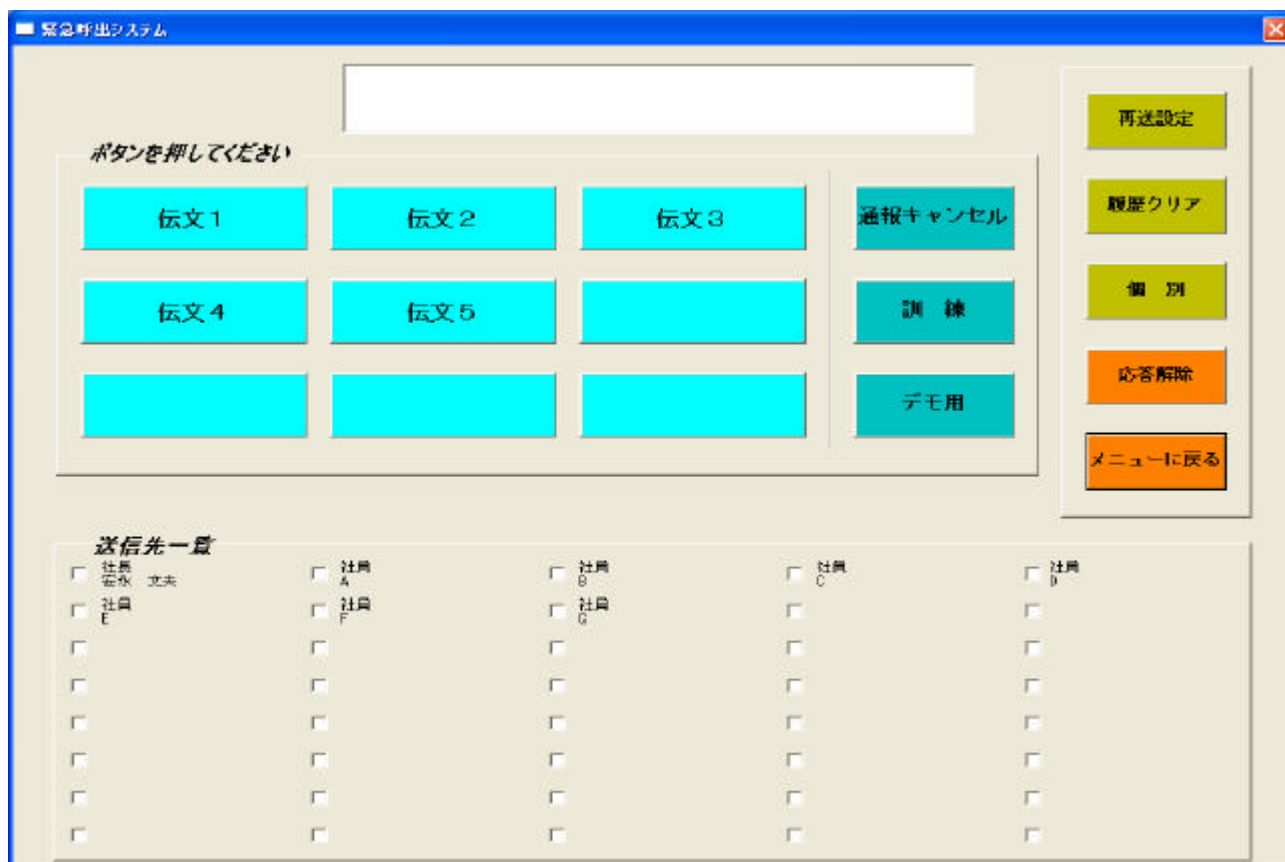 緊急呼出システム
再送設定
ボタンを押してください
伝文1 伝文2 伝文3 通報キャンセル
履歴クリア
伝文4 伝文5 訓 練
個 別
デモ用
応答解除
メニューに戻る
送信先一覧
社長 社員 社員 社員 社員
安永 文夫 A B C D
社員 社員 社員
E F G